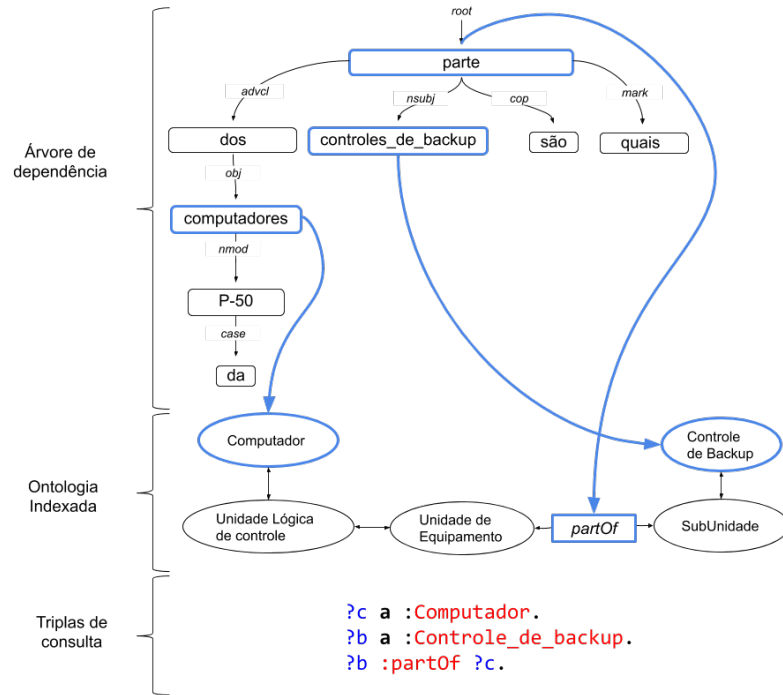 root
parte
advcl
nsubj
cop
mark
dos
controles_de_backup
são
quais
Árvore de
dependência
obj
computadores
nmod
P-50
case
da
Computador
Controle
de Backup
Ontologia
Indexada
Unidade Lógica
de controle
Unidade de
Equipamento
partOf
SubUnidade
Triplas de
consulta
?c a :Computador.
?b a :Controle_de_backup.
?b :partOf ?c.